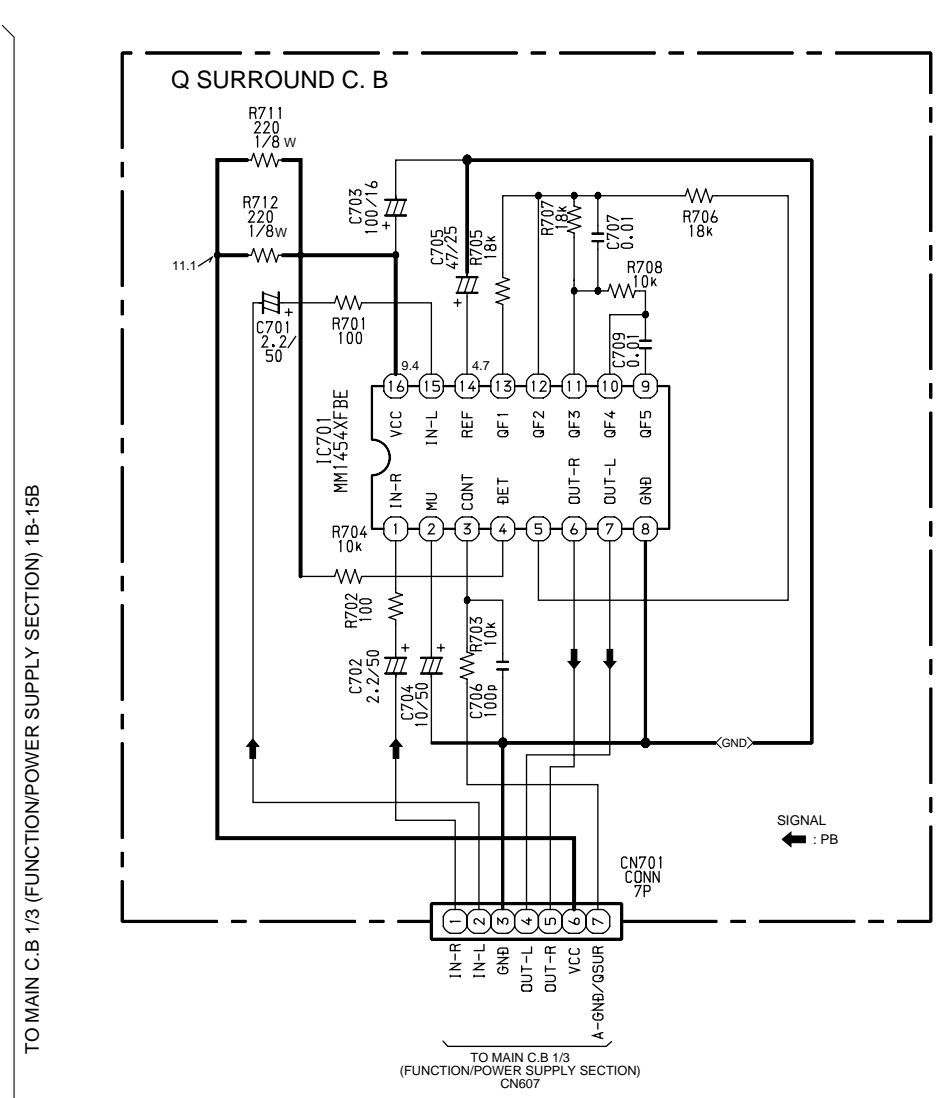 Q SURROUND C. B
R711
220
1/8 W
R712
220
1/8W
11.1
C703
100/16
+
C705
47/25
+
R705
18k
R707
18k
C707
0.01
R706
18k
R708
10k
C709
0.01
C701
2.2/
50
+
R701
100
9.4
4.7
16
15
14
13
12
11
10
9
VCC
IN-L
REF
QF1
QF2
QF3
QF4
QF5
IC701
MM1454XFBE
IN-R
MU
CONT
DET
OUT-R
OUT-L
GND
1
2
3
4
5
6
7
8
R704
10k
R702
100
C702
2.2/50
+
C704
10/50
+
R703
10k
C706
100p
GND
SIGNAL
: PB
CN701
CONN
7P
1
2
3
4
5
6
7
IN-R
IN-L
GND
OUT-L
OUT-R
VCC
A-GND/QSUR
TO MAIN C.B 1/3
(FUNCTION/POWER SUPPLY SECTION)
CN607
TO MAIN C.B 1/3 (FUNCTION/POWER SUPPLY SECTION) 1B-15B